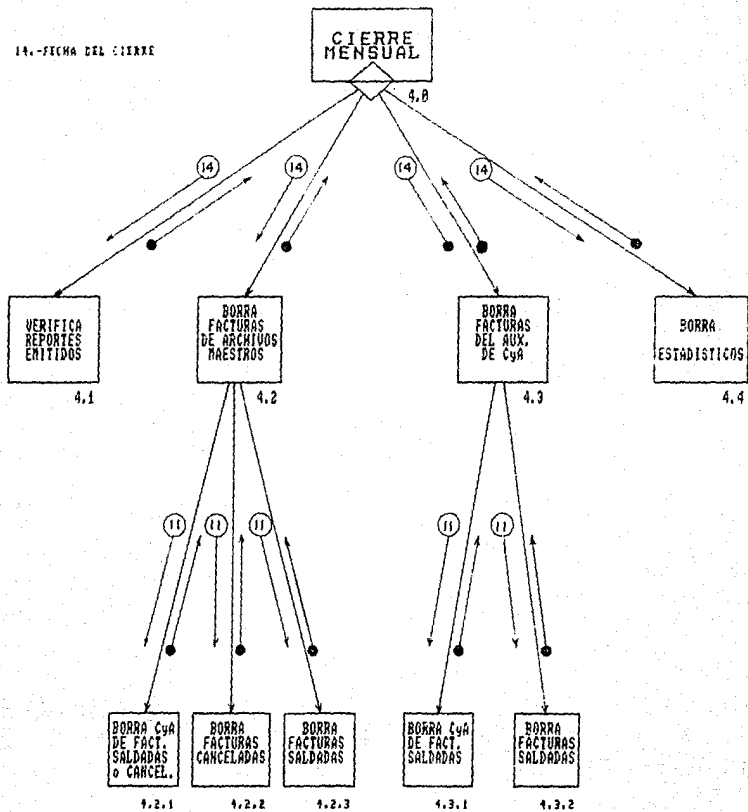 14.-FECHA DEL CIERRE
CIERRE
MENSUAL
4.0
14
14
14
14
VERIFICA
REPORTES
EMITIDOS
4.1
BORRA
FACTURAS
DE ARCHIVOS
MAESTROS
4.2
BORRA
FACTURAS
DEL AUX.
DE CyA
4.3
BORRA
ESTADISTICOS
4.4
11
11
11
11
11
BORRA CyA
DE FACT.
SALDADAS
o CANCEL.
4.2.1
BORRA
FACTURAS
CANCELADAS
4.2.2
BORRA
FACTURAS
SALDADAS
4.2.3
BORRA CyA
DE FACT.
SALDADAS
4.3.1
BORRA
FACTURAS
SALDADAS
4.3.2